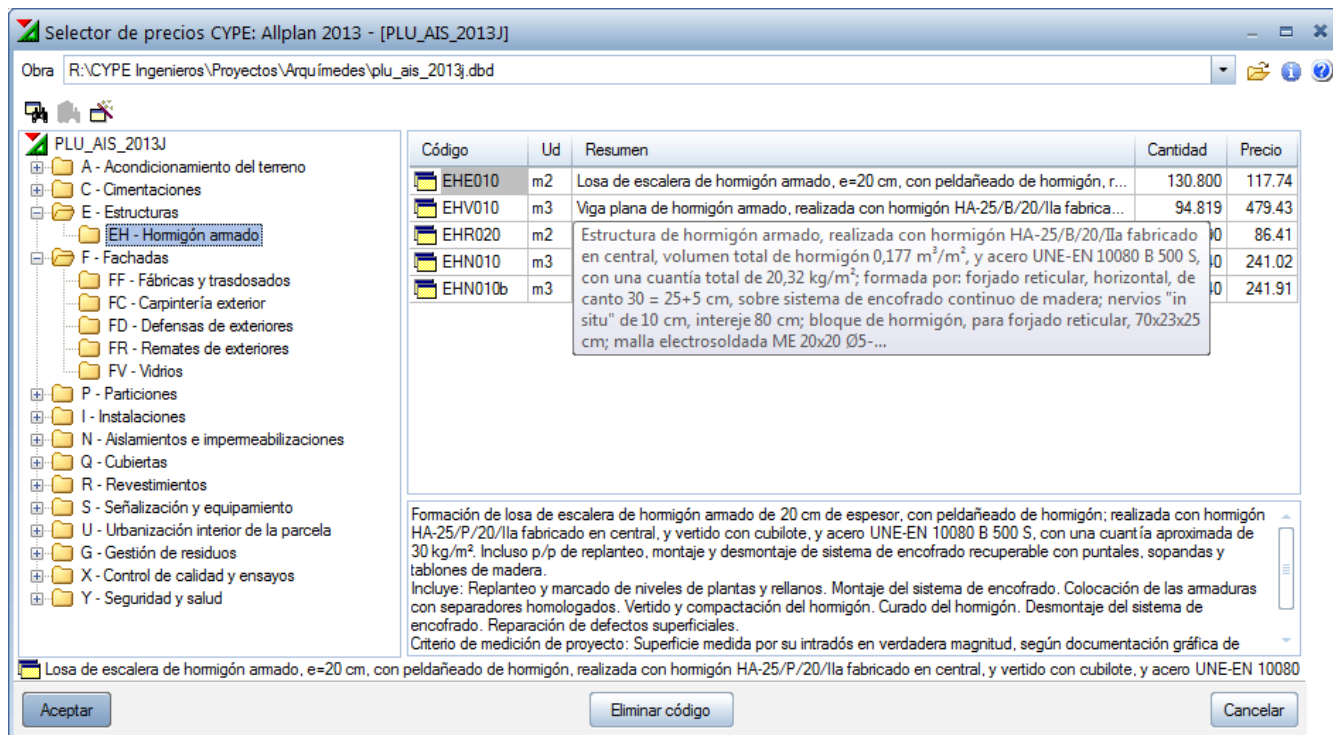 Selector de precios CYPE: Allplan 2013 - [PLU_AIS_2013J]
Obra R:\CYPE Ingenieros\Proyectos\Arquímedes\plu_ais_2013j.dbd
PLU_AIS_2013J
A - Acondicionamiento del terreno
C - Cimentaciones
E - Estructuras
EH - Hormigón armado
F - Fachadas
FF - Fábricas y trasdosados
FC - Carpintería exterior
FD - Defensas de exteriores
FR - Remates de exteriores
FV - Vidrios
P - Particiones
I - Instalaciones
N - Aislamientos e impermeabilizaciones
Q - Cubiertas
R - Revestimientos
S - Señalización y equipamiento
U - Urbanización interior de la parcela
G - Gestión de residuos
X - Control de calidad y ensayos
Y - Seguridad y salud
Código Ud Resumen Cantidad Precio
EHE010 m2 Losa de escalera de hormigón armado, e=20 cm, con peldañeado de hormigón, r... 130.800 117.74
EHV010 m3 Viga plana de hormigón armado, realizada con hormigón HA-25/B/20/IIa fabrica... 94.819 479.43
EHR020 m2 86.41
EHN010 m3 241.02
EHN010b m3 241.91
Estructura de hormigón armado, realizada con hormigón HA-25/B/20/IIa fabricado
en central, volumen total de hormigón 0,177 m³/m², y acero UNE-EN 10080 B 500 S,
con una cuantía total de 20,32 kg/m²; formada por: forjado reticular, horizontal, de
canto 30 = 25+5 cm, sobre sistema de encofrado continuo de madera; nervios "in
situ" de 10 cm, intereje 80 cm; bloque de hormigón, para forjado reticular, 70x23x25
cm; malla electrosoldada ME 20x20 Ø5-...
Formación de losa de escalera de hormigón armado de 20 cm de espesor, con peldañeado de hormigón; realizada con hormigón
HA-25/P/20/IIa fabricado en central, y vertido con cubilote, y acero UNE-EN 10080 B 500 S, con una cuantía aproximada de
30 kg/m². Incluso p/p de replanteo, montaje y desmontaje de sistema de encofrado recuperable con puntales, sopandas y
tablones de madera.
Incluye: Replanteo y marcado de niveles de plantas y rellanos. Montaje del sistema de encofrado. Colocación de las armaduras
con separadores homologados. Vertido y compactación del hormigón. Curado del hormigón. Desmontaje del sistema de
encofrado. Reparación de defectos superficiales.
Criterio de medición de proyecto: Superficie medida por su intradós en verdadera magnitud, según documentación gráfica de
Losa de escalera de hormigón armado, e=20 cm, con peldañeado de hormigón, realizada con hormigón HA-25/P/20/IIa fabricado en central, y vertido con cubilote, y acero UNE-EN 10080
Aceptar Eliminar código Cancelar